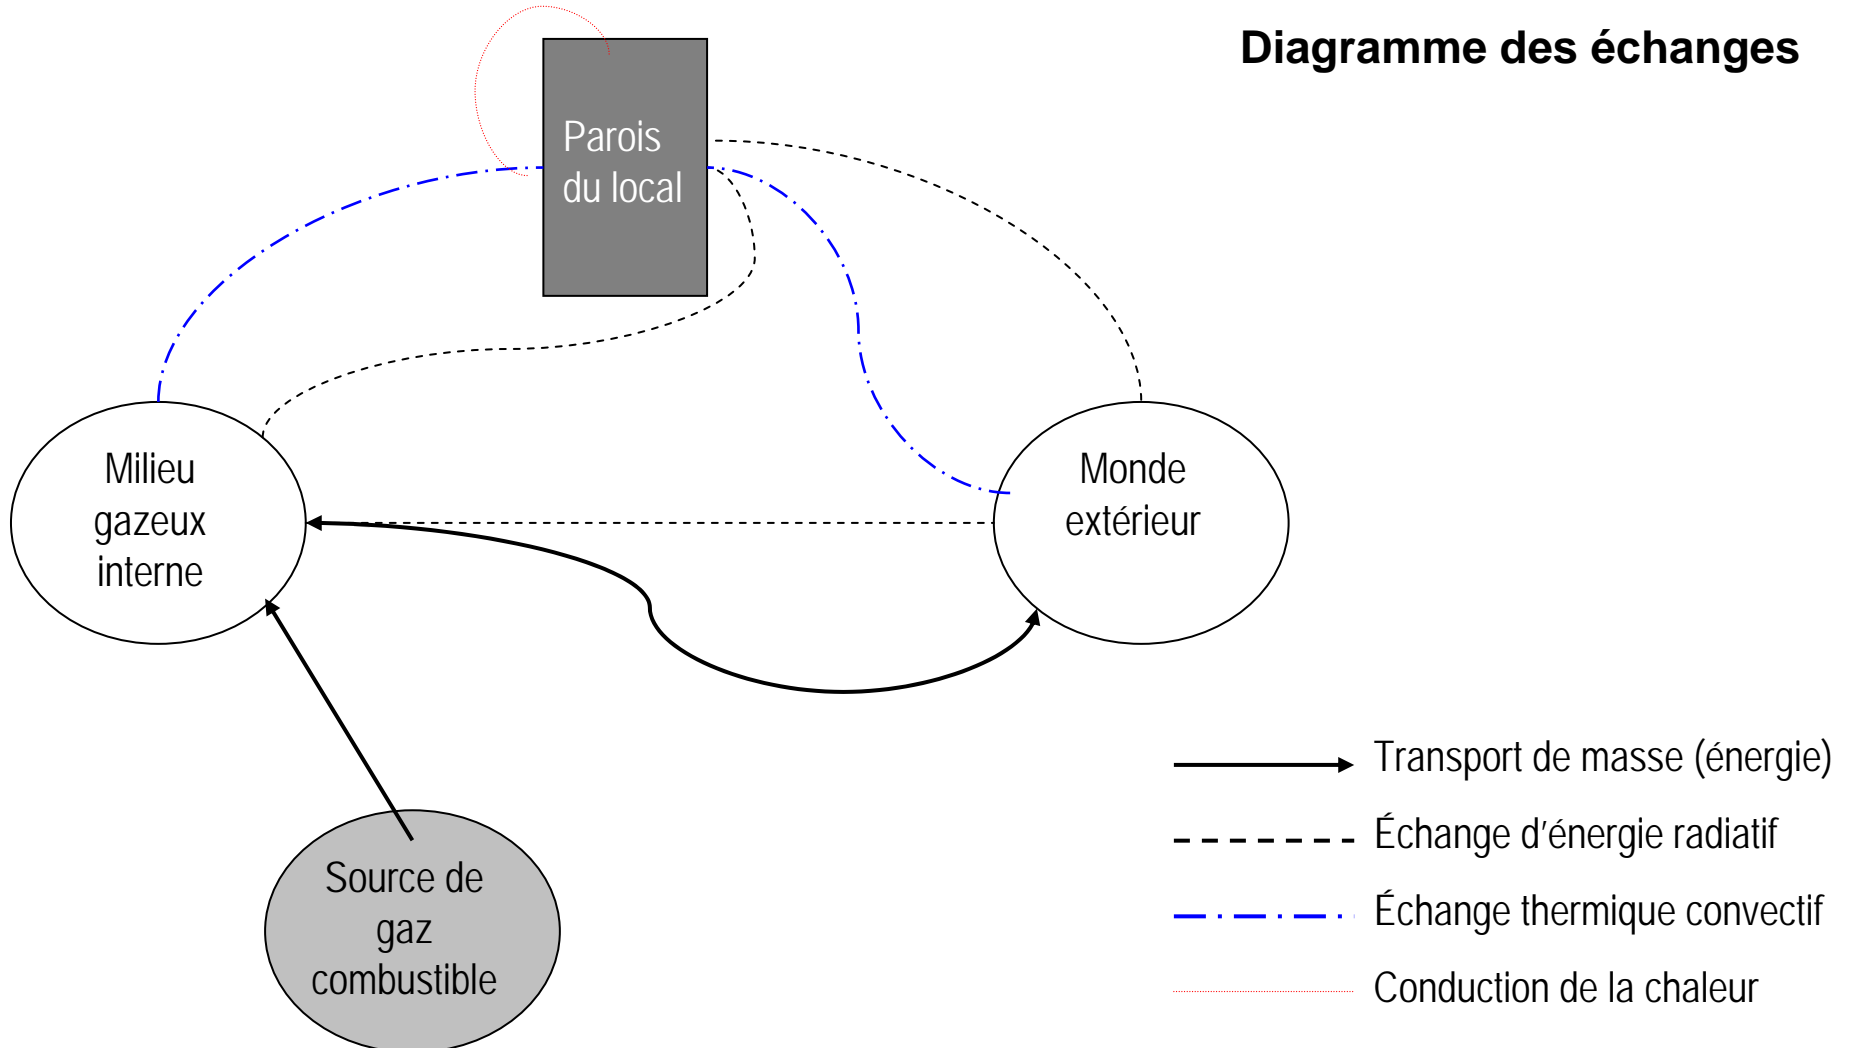 Diagramme des échanges
Parois
du local
Milieu
gazeux
interne
Monde
extérieur
Source de
gaz
combustible
Transport de masse (énergie)
Échange d'énergie radiatif
Échange thermique convectif
Conduction de la chaleur